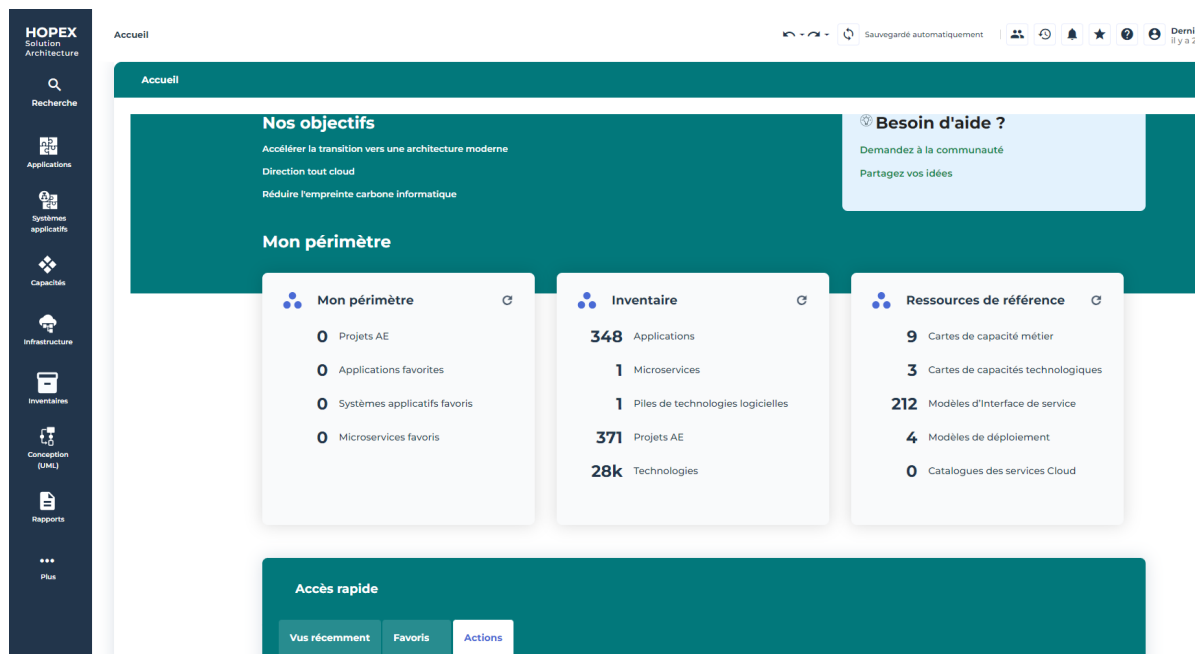 HOPEX
Solution
Architecture
Recherche
Applications
Systèmes
applicatifs
Capacités
Infrastructure
Inventaires
Conception
(UML)
Rapports
Plus
Accueil
Sauvegardé automatiquement
Derni
il y a 2
Accueil
Nos objectifs
Accélérer la transition vers une architecture moderne
Direction tout cloud
Réduire l'empreinte carbone informatique
Besoin d'aide ?
Demandez à la communauté
Partagez vos idées
Mon périmètre
Mon périmètre
0 Projets AE
0 Applications favorites
0 Systèmes applicatifs favoris
0 Microservices favoris
Inventaire
348 Applications
1 Microservices
1 Piles de technologies logicielles
371 Projets AE
28k Technologies
Ressources de référence
9 Cartes de capacité métier
3 Cartes de capacités technologiques
212 Modèles d'Interface de service
4 Modèles de déploiement
0 Catalogues des services Cloud
Accès rapide
Vus récemment
Favoris
Actions